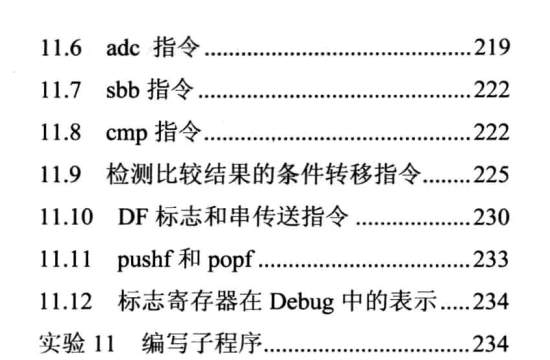 11.6 adc 指令................................219
11.7 sbb 指令................................222
11.8 cmp 指令................................222
11.9 检测比较结果的条件转移指令........225
11.10 DF 标志和串传送指令................230
11.11 pushf 和 popf...........................233
11.12 标志寄存器在 Debug 中的表示.....234
实验 11 编写子程序..........................234